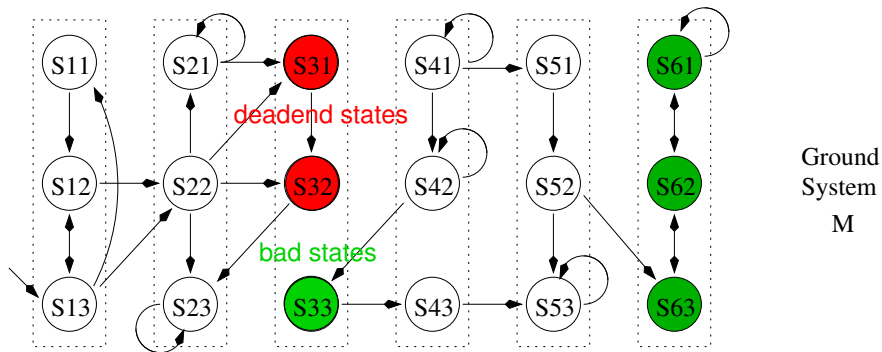 S11 S21 S31 S41 S51 S61
deadend states
S12 S22 S32 S42 S52 S62
Ground
System
M
bad states
S13 S23 S33 S43 S53 S63